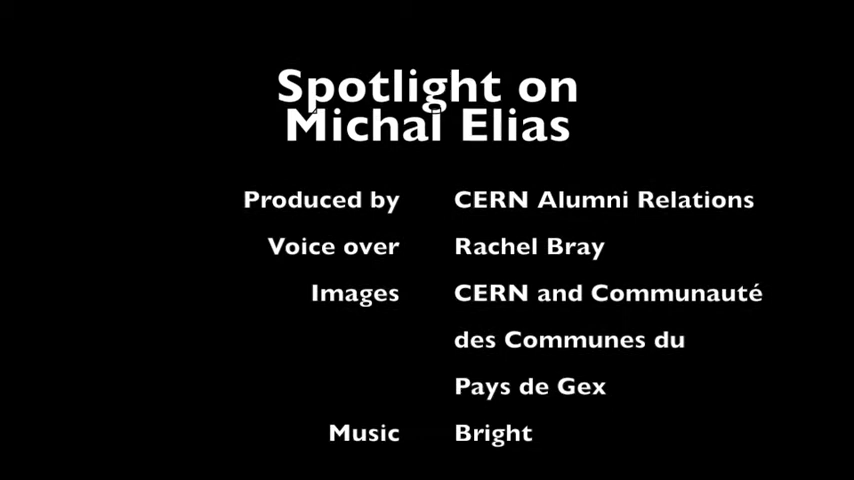 Spotlight on
Michal Elias
Produced by CERN Alumni Relations
Voice over Rachel Bray
Images CERN and Communauté
des Communes du
Pays de Gex
Music Bright